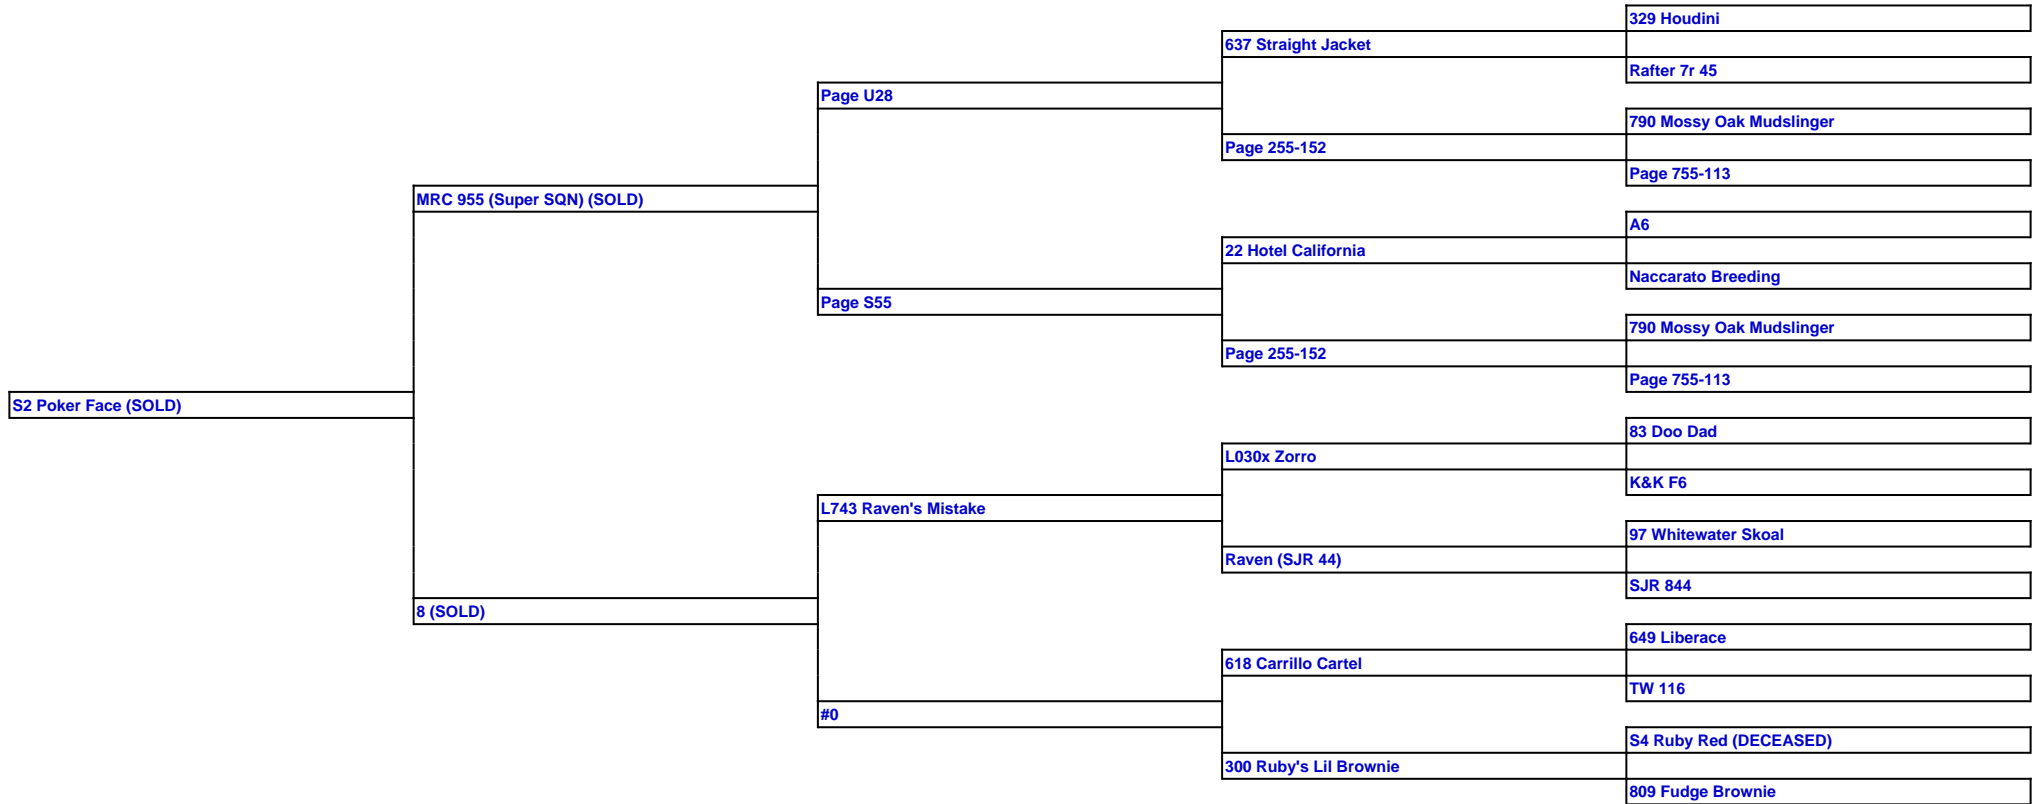 329 Houdini
637 Straight Jacket
Rafter 7r 45
Page U28
790 Mossy Oak Mudslinger
Page 255-152
Page 755-113
MRC 955 (Super SQN) (SOLD)
A6
22 Hotel California
Naccarato Breeding
Page S55
790 Mossy Oak Mudslinger
Page 255-152
Page 755-113
S2 Poker Face (SOLD)
83 Doo Dad
L030x Zorro
K&K F6
L743 Raven's Mistake
97 Whitewater Skoal
Raven (SJR 44)
SJR 844
8 (SOLD)
649 Liberace
618 Carrillo Cartel
TW 116
#0
S4 Ruby Red (DECEASED)
300 Ruby's Lil Brownie
809 Fudge Brownie